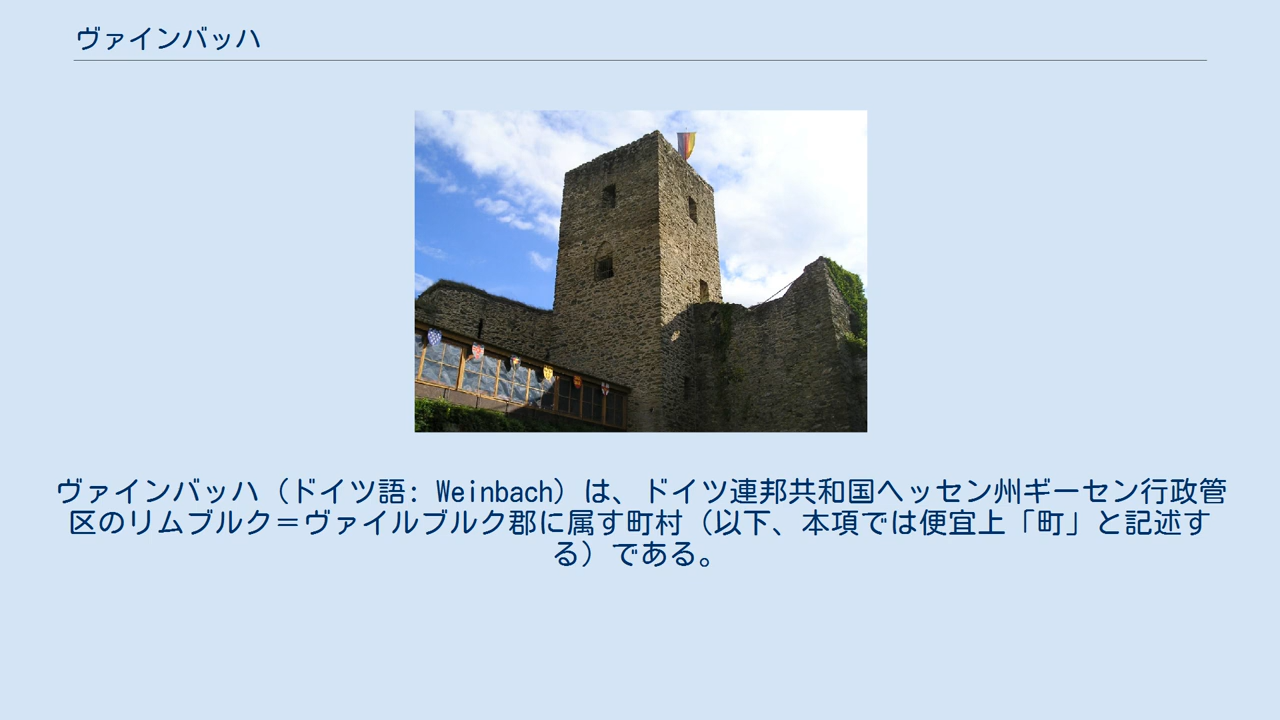 ヴァインバッハ
ヴァインバッハ（ドイツ語: Weinbach）は、ドイツ連邦共和国ヘッセン州ギーセン行政管
区のリムブルク＝ヴァイルブルク郡に属す町村（以下、本項では便宜上「町」と記述す
る）である。